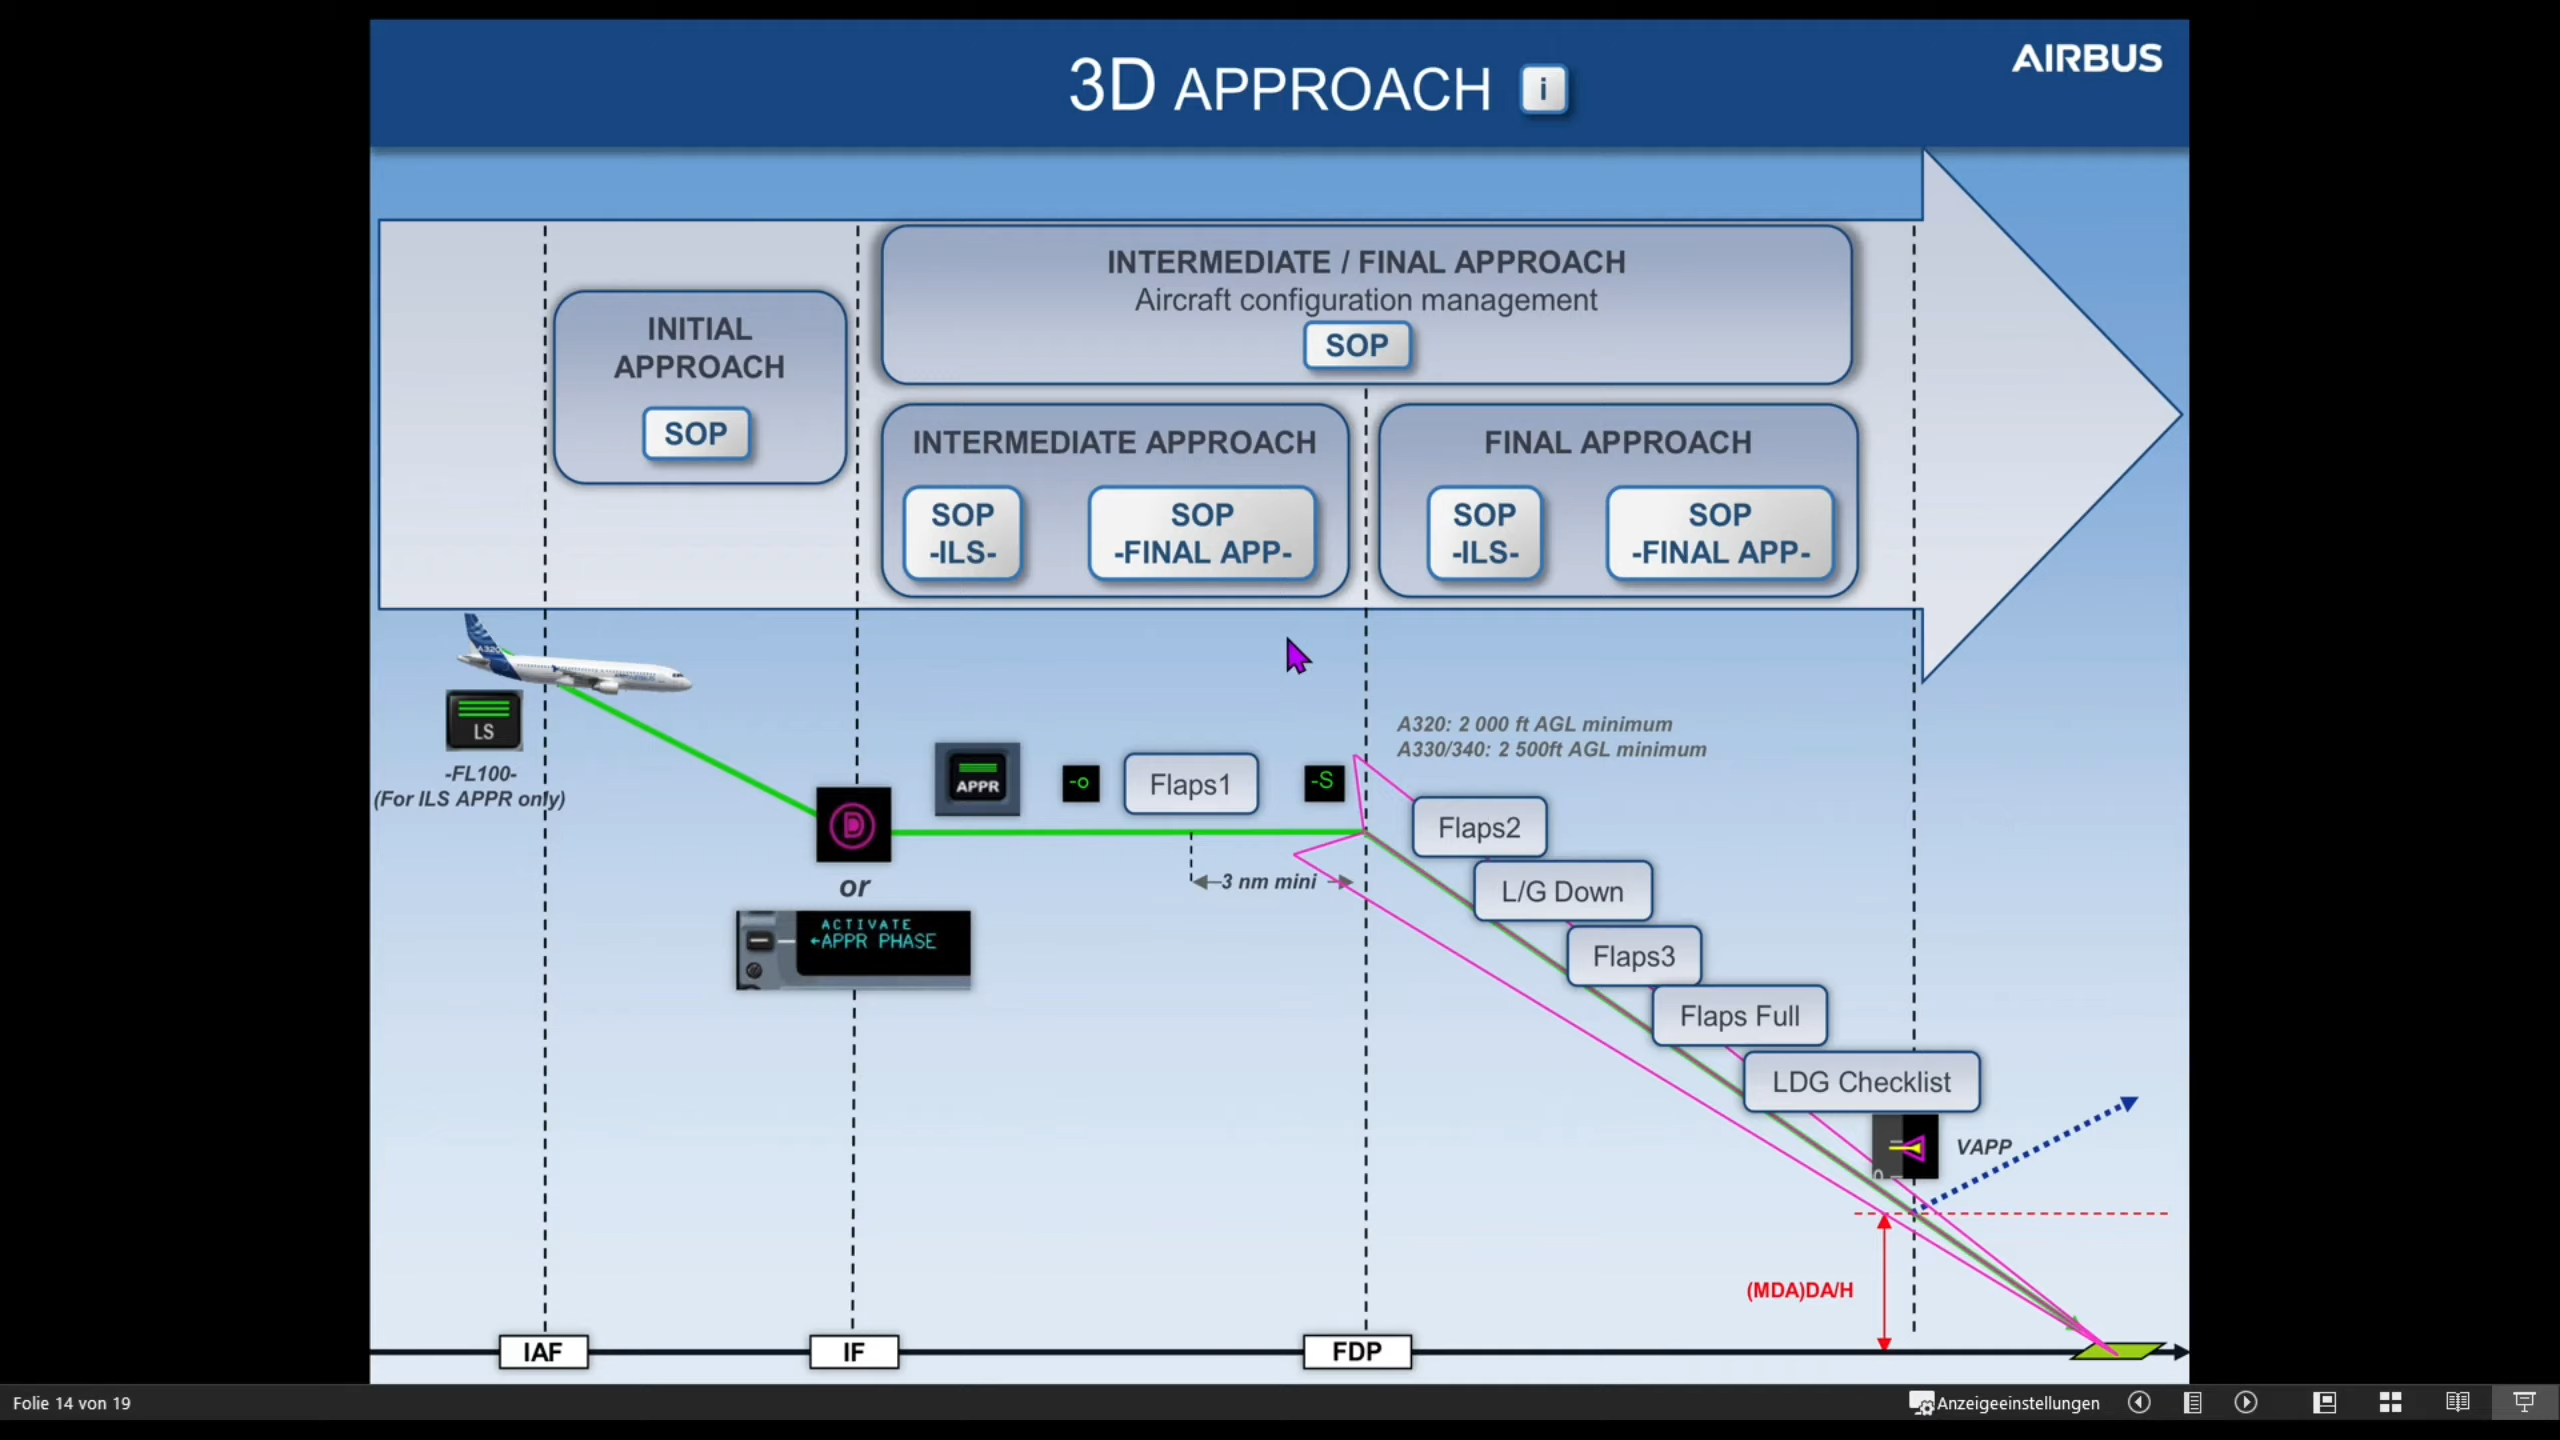 3D APPROACH i
AIRBUS
INTERMEDIATE / FINAL APPROACH
Aircraft configuration management
SOP
INITIAL
APPROACH
SOP
INTERMEDIATE APPROACH
SOP
-ILS-
SOP
-FINAL APP-
FINAL APPROACH
SOP
-ILS-
SOP
-FINAL APP-
A320
LS
-FL100-
(For ILS APPR only)
D
or
ACTIVATE
←APPR PHASE
APPR
-o
Flaps1
-S
3 nm mini
A320: 2 000 ft AGL minimum
A330/340: 2 500ft AGL minimum
Flaps2
L/G Down
Flaps3
Flaps Full
LDG Checklist
VAPP
(MDA)DA/H
IAF
IF
FDP
Folie 14 von 19
Anzeigeeinstellungen